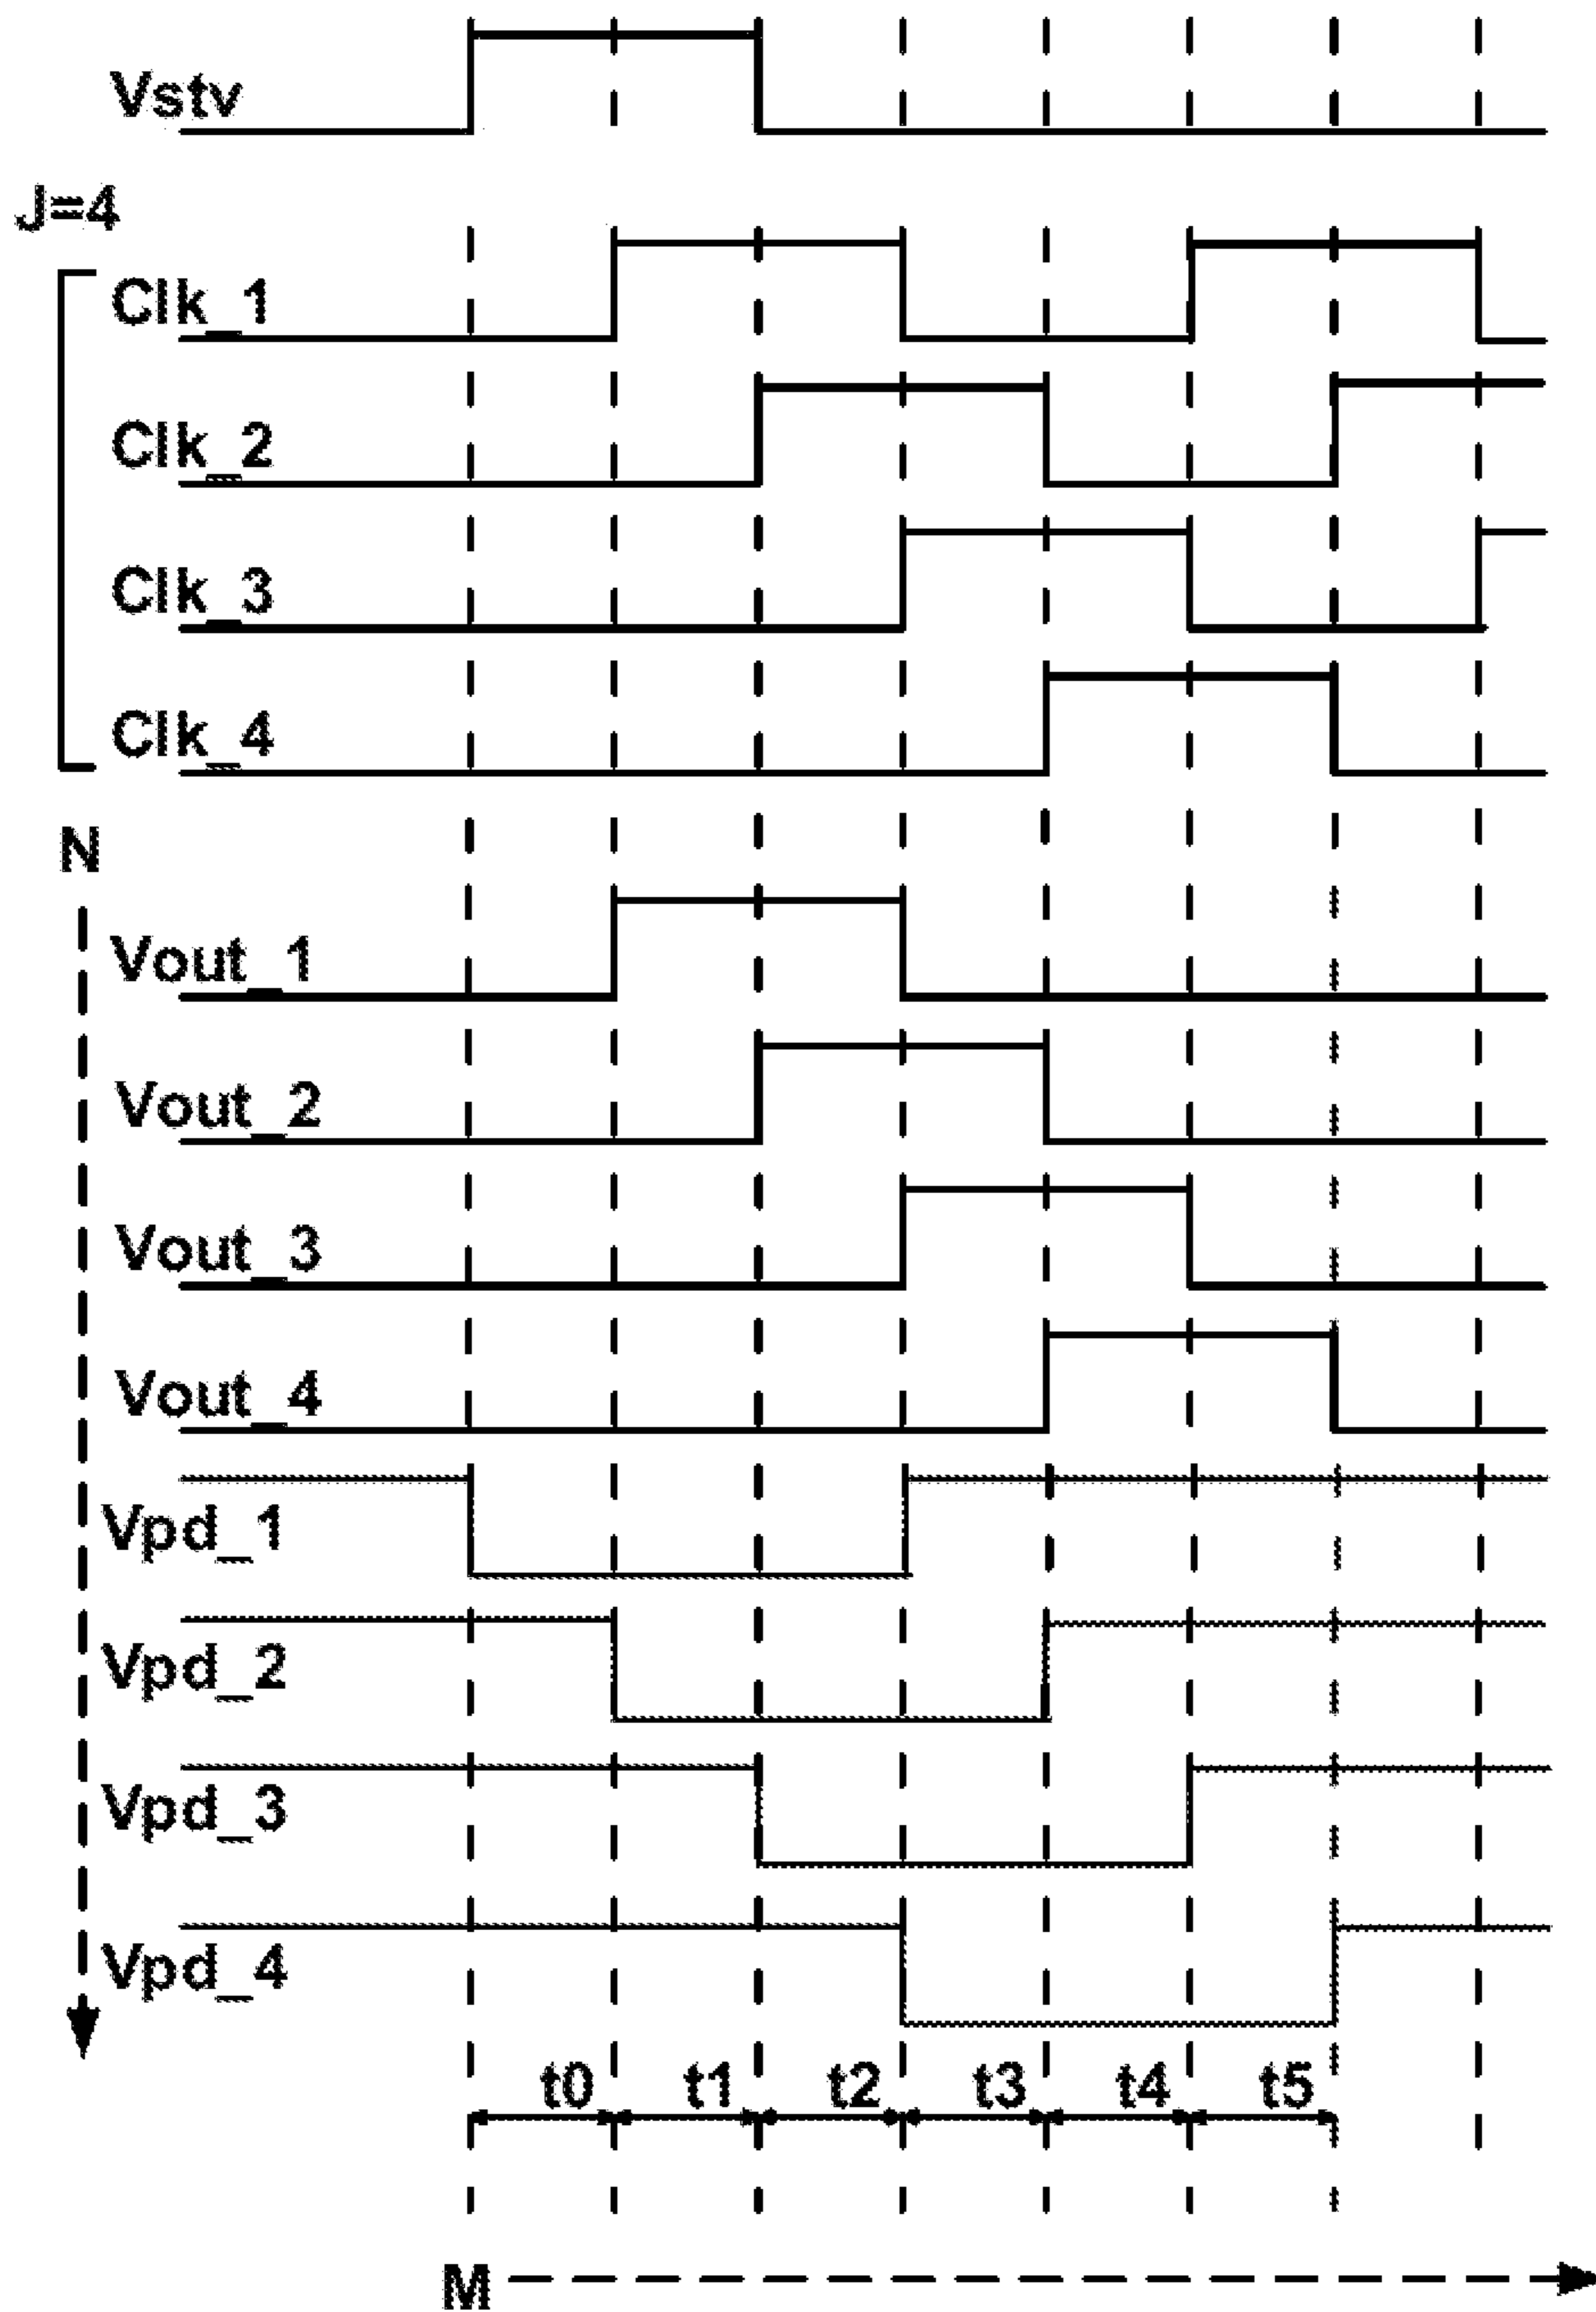 Vstv
J=4
Clk_1
Clk_2
Clk_3
Clk_4
N
Vout_1
Vout_2
Vout_3
Vout_4
Vpd_1
Vpd_2
Vpd_3
Vpd_4
t0 t1 t2 t3 t4 t5
M